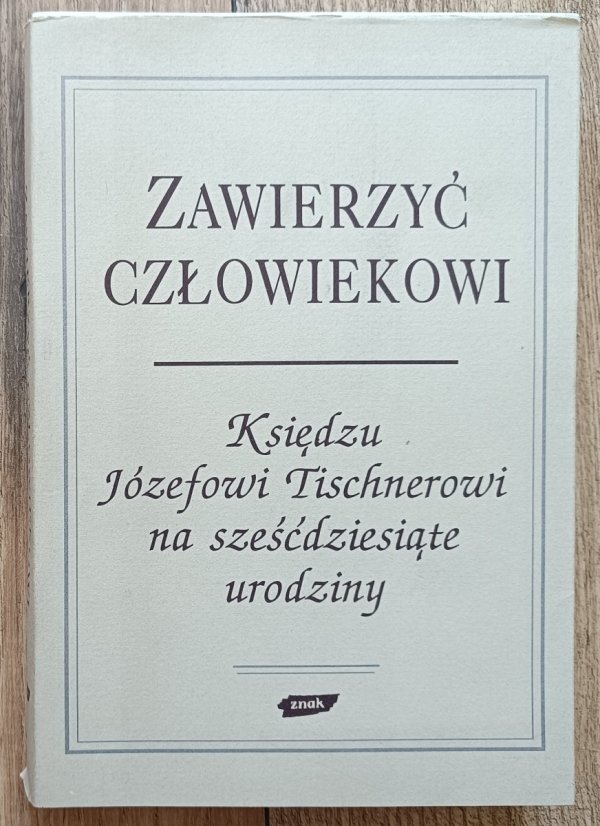 ZAWIERZYĆ
CZŁOWIEKOWI
Księdzu
Józefowi Tischnerowi
na sześćdziesiąte
urodziny
znak